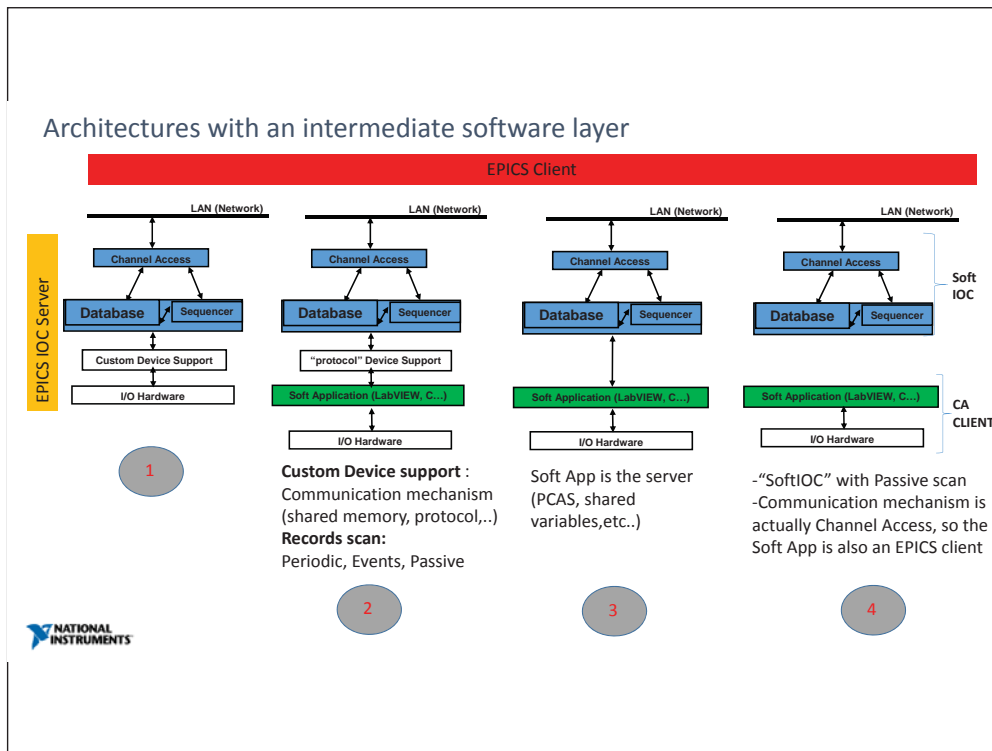 Architectures with an intermediate software layer
EPICS Client
EPICS IOC Server
LAN (Network)
Channel Access
Database
Sequencer
Custom Device Support
I/O Hardware
1
LAN (Network)
Channel Access
Database
Sequencer
“protocol” Device Support
Soft Application (LabVIEW, C…)
I/O Hardware
Custom Device support :
Communication mechanism
(shared memory, protocol,..)
Records scan:
Periodic, Events, Passive
2
LAN (Network)
Channel Access
Database
Sequencer
Soft Application (LabVIEW, C…)
I/O Hardware
Soft App is the server
(PCAS, shared
variables,etc..)
3
LAN (Network)
Channel Access
Database
Sequencer
Soft
IOC
Soft Application (LabVIEW, C…)
I/O Hardware
CA
CLIENT
-“SoftIOC” with Passive scan
-Communication mechanism is
actually Channel Access, so the
Soft App is also an EPICS client
4
NATIONAL
INSTRUMENTS